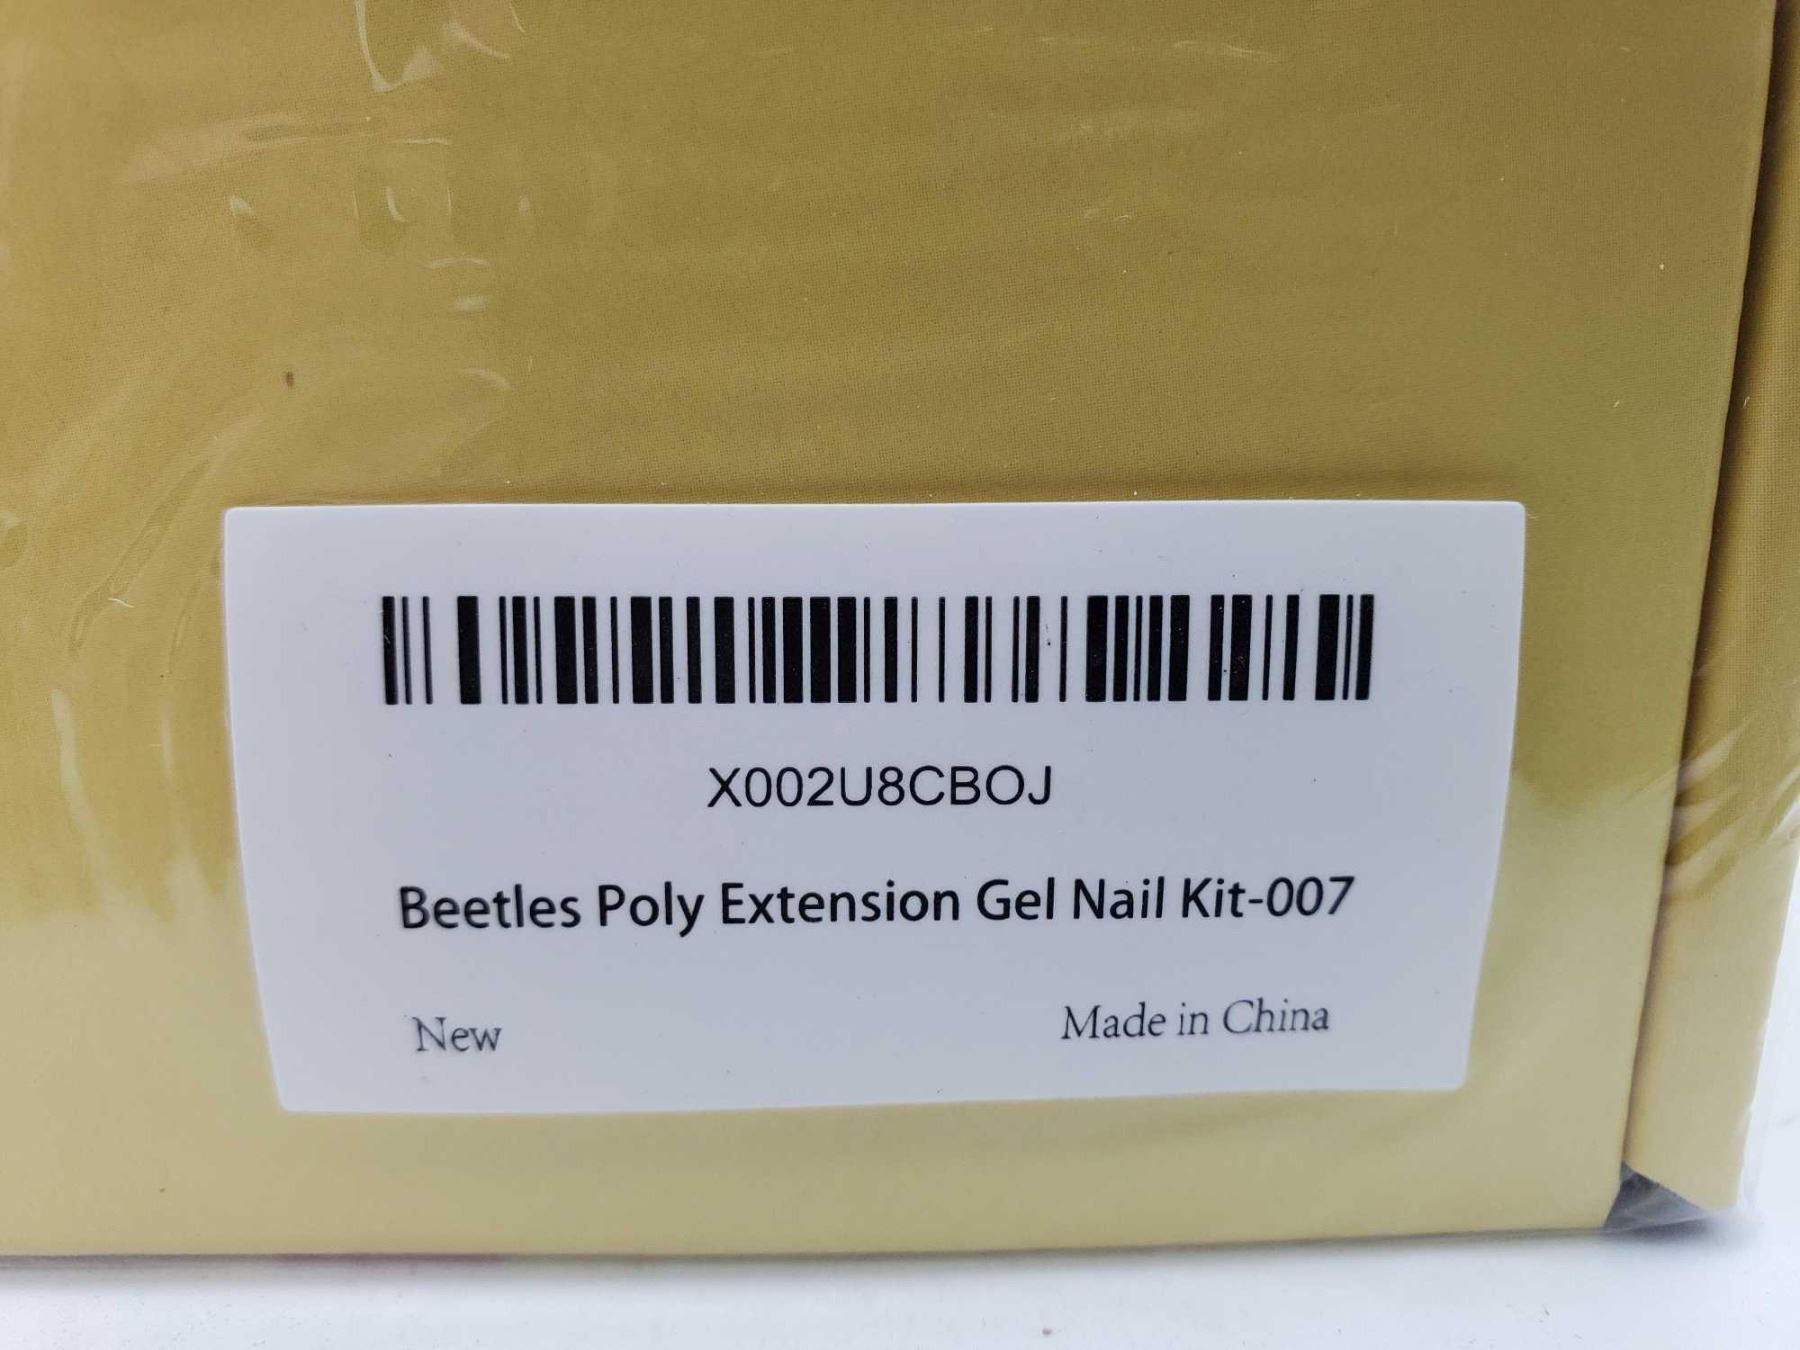 X002U8CBOJ
Beetles Poly Extension Gel Nail Kit-007
New
Made in China